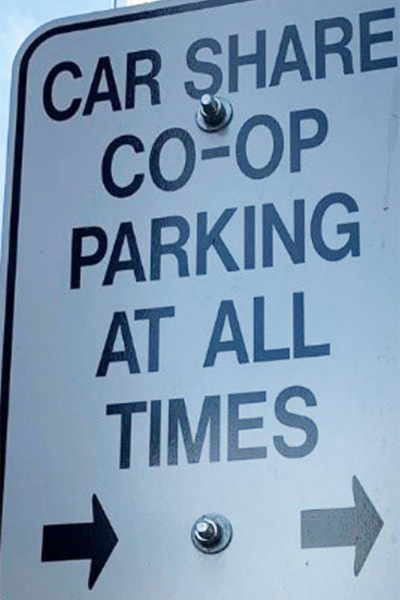 CAR SHARE
CO-OP
PARKING
AT ALL
TIMES